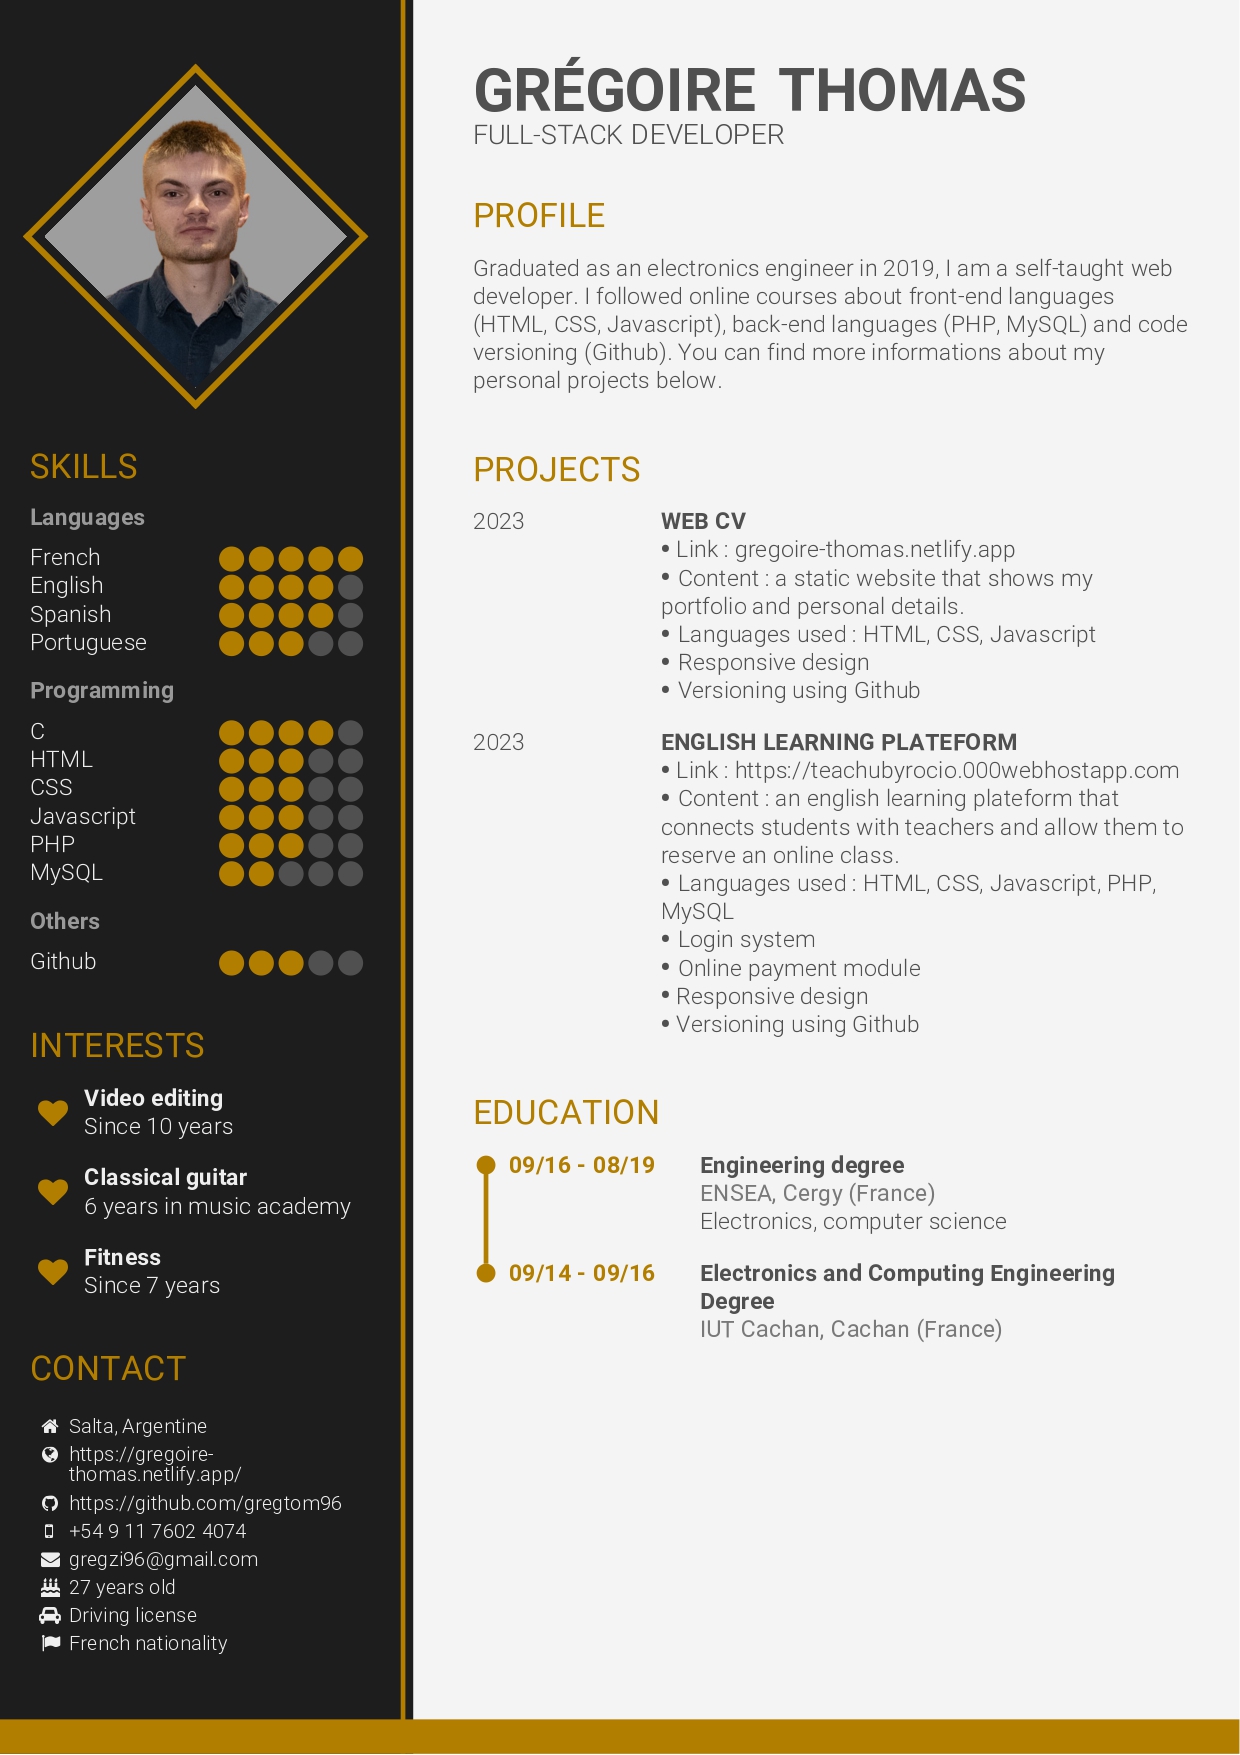 GRÉGOIRE THOMAS
FULL-STACK DEVELOPER
PROFILE
Graduated as an electronics engineer in 2019, I am a self-taught web
developer. I followed online courses about front-end languages
(HTML, CSS, Javascript), back-end languages (PHP, MySQL) and code
versioning (Github). You can find more informations about my
personal projects below.
PROJECTS
2023
WEB CV
• Link : gregoire-thomas.netlify.app
• Content : a static website that shows my
portfolio and personal details.
• Languages used : HTML, CSS, Javascript
• Responsive design
• Versioning using Github
2023
ENGLISH LEARNING PLATEFORM
• Link : https://teachubyrocio.000webhostapp.com
• Content : an english learning plateform that
connects students with teachers and allow them to
reserve an online class.
• Languages used : HTML, CSS, Javascript, PHP,
MySQL
• Login system
• Online payment module
• Responsive design
• Versioning using Github
EDUCATION
09/16 - 08/19
Engineering degree
ENSEA, Cergy (France)
Electronics, computer science
09/14 - 09/16
Electronics and Computing Engineering
Degree
IUT Cachan, Cachan (France)
SKILLS
Languages
French
English
Spanish
Portuguese
Programming
C
HTML
CSS
Javascript
PHP
MySQL
Others
Github
INTERESTS
Video editing
Since 10 years
Classical guitar
6 years in music academy
Fitness
Since 7 years
CONTACT
Salta, Argentine
https://gregoire-
thomas.netlify.app/
https://github.com/gregtom96
+54 9 11 7602 4074
gregzi96@gmail.com
27 years old
Driving license
French nationality